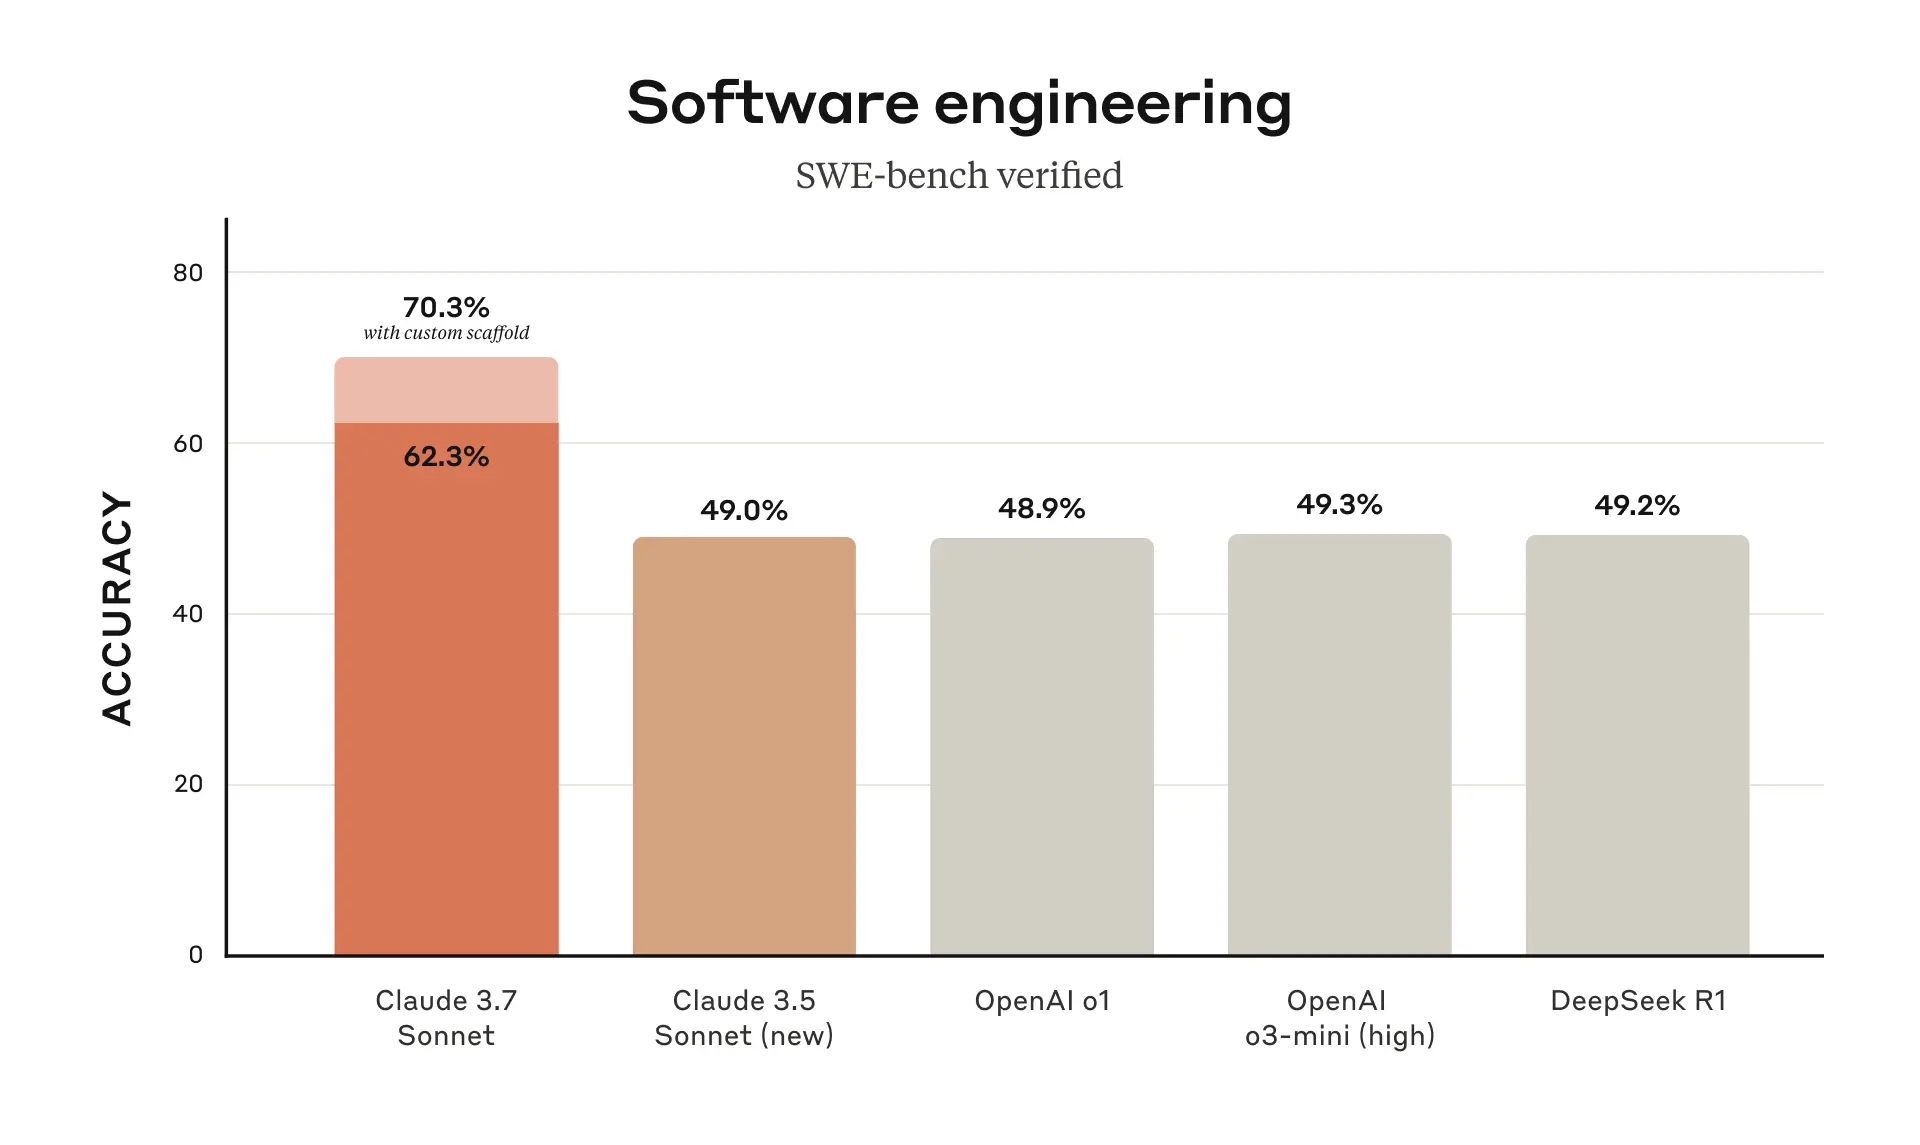 Software engineering
SWE-bench verified
ACCURACY
80
60
40
20
0
70.3%
with custom scaffold
62.3%
49.0%
48.9%
49.3%
49.2%
Claude 3.7
Sonnet
Claude 3.5
Sonnet (new)
OpenAI o1
OpenAI
o3-mini (high)
DeepSeek R1